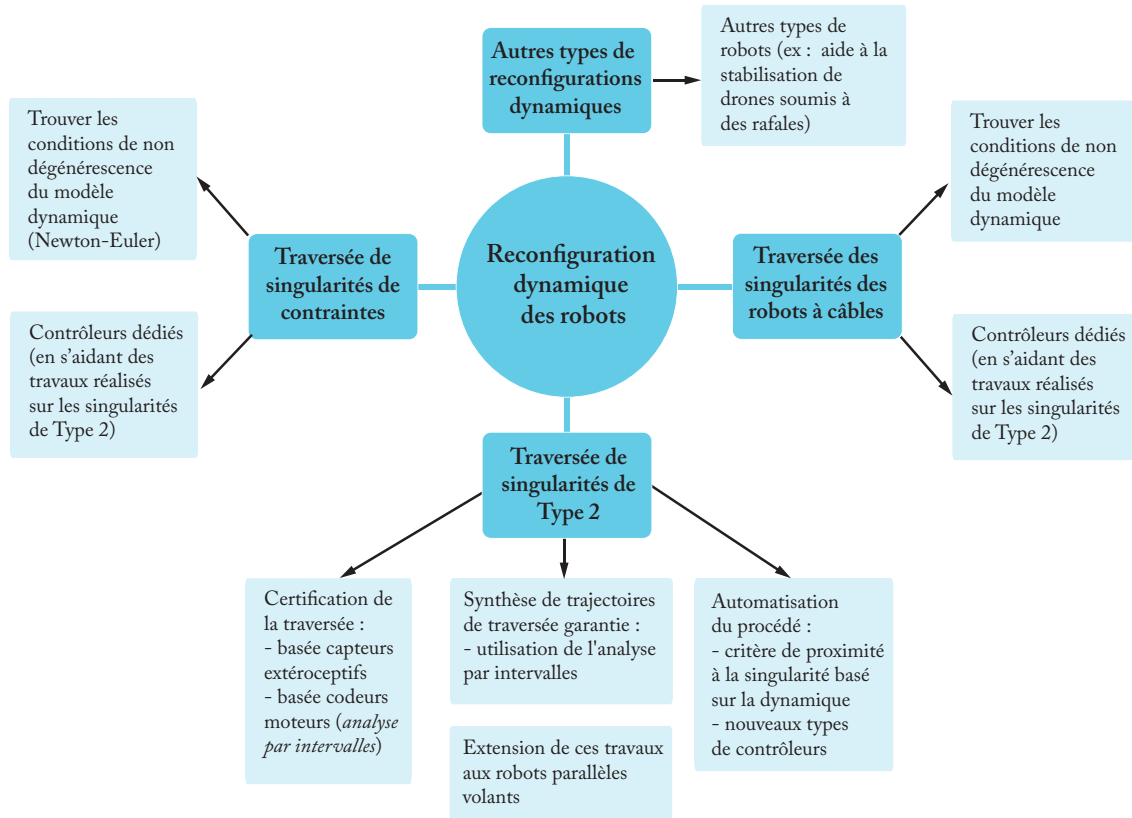 Autres types de
reconfigurations
dynamiques
Autres types de
robots (ex : aide à la
stabilisation de
drones soumis à
des rafales)
Trouver les
conditions de non
dégénérescence
du modèle
dynamique
(Newton-Euler)
Trouver les
conditions de non
dégénérescence
du modèle
dynamique
Traversée de
singularités de
contraintes
Reconfiguration
dynamique
des robots
Traversée des
singularités des
robots à câbles
Contrôleurs dédiés
(en s'aidant des
travaux réalisés
sur les singularités
de Type 2)
Contrôleurs dédiés
(en s'aidant des
travaux réalisés
sur les singularités
de Type 2)
Traversée de
singularités de
Type 2
Certification de
la traversée :
- basée capteurs
extéroceptifs
- basée codeurs
moteurs (analyse
par intervalles)
Synthèse de trajectoires
de traversée garantie :
- utilisation de l'analyse
par intervalles
Extension de ces travaux
aux robots parallèles
volants
Automatisation
du procédé :
- critère de proximité
à la singularité basé
sur la dynamique
- nouveaux types
de contrôleurs